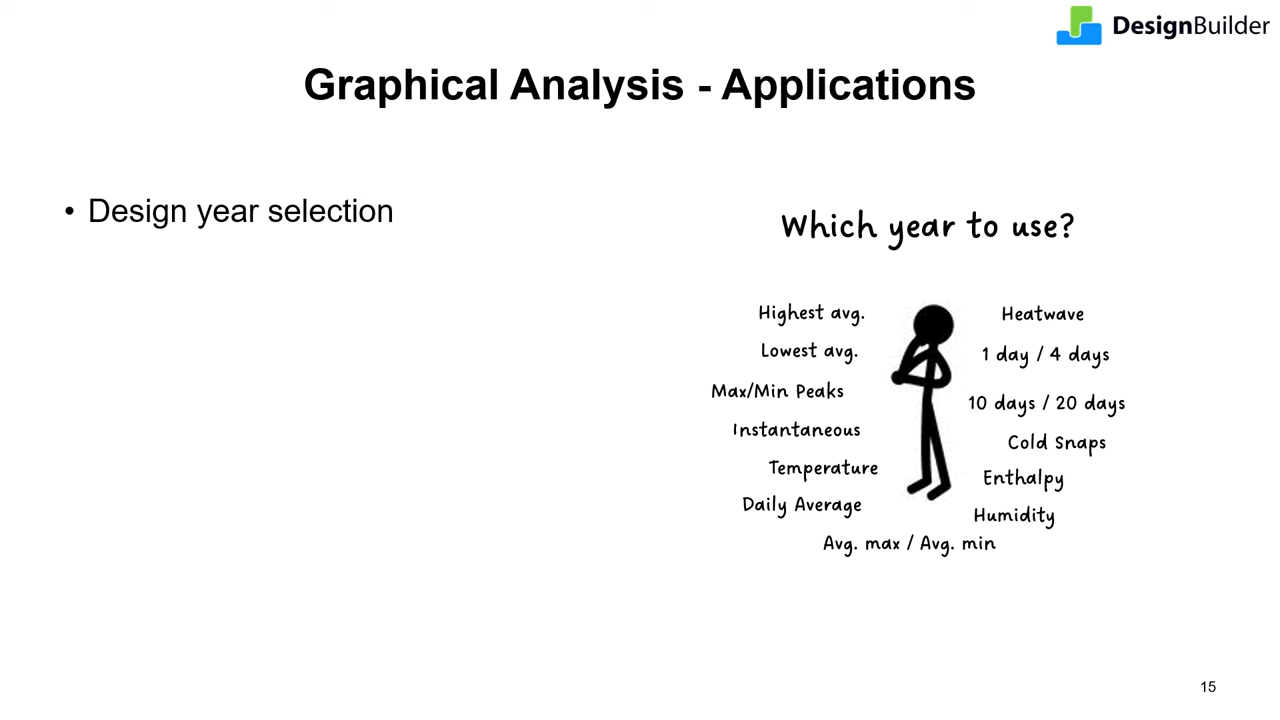 DesignBuilder
Graphical Analysis - Applications
• Design year selection
Which year to use?
Highest avg.
Lowest avg.
Max/Min Peaks
Instantaneous
Temperature
Daily Average
Heatwave
1 day / 4 days
10 days / 20 days
Cold Snaps
Enthalpy
Humidity
Avg. max / Avg. min
15